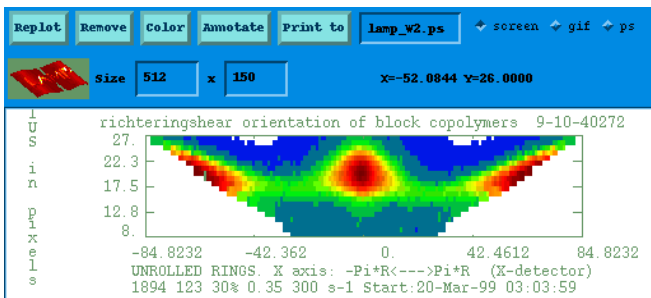 Replot Remove Color Annotate Print to lamp_w2.ps screen gif ps
size 512 x 150 X=-52.0844 Y=26.0000
richteringshear orientation of block copolymers 9-10-40272
IUS in pixels
27.
22.3
17.5
12.8
8.
-84.8232 -42.362 0. 42.4612 84.8232
UNROLLED RINGS. X axis: -Pi*R<--->Pi*R (X-detector)
1894 123 30% 0.35 300 s-1 Start:20-Mar-99 03:03:59